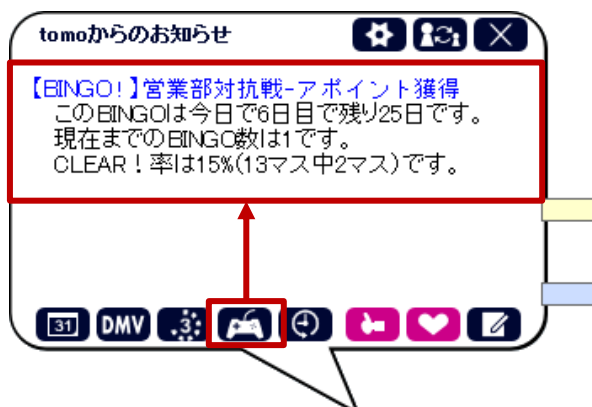 tomoからのお知らせ
【BINGO!】営業部対抗戦-アポイント獲得
このBINGOは今日で6日目で残り25日です。
現在までのBINGO数は1です。
CLEAR！率は15%(13マス中2マス)です。
31 DMV 3